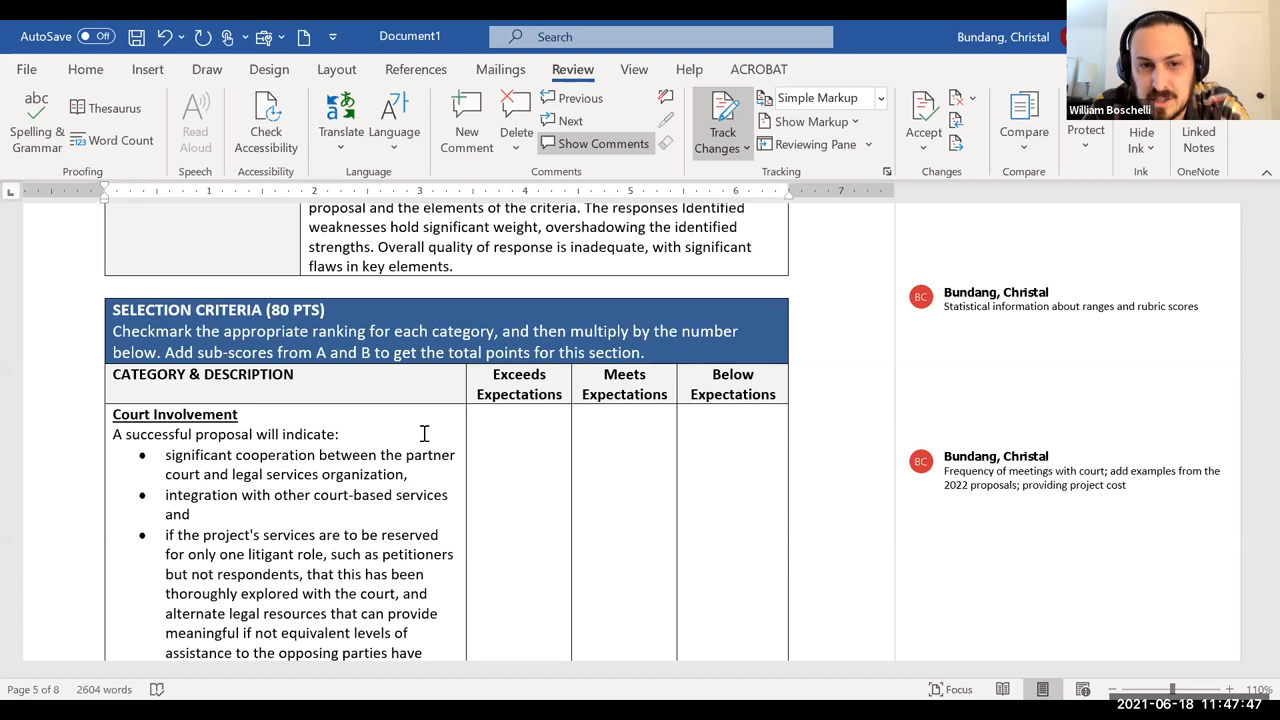 AutoSave Off Document1 Search Bundang, Christal
File Home Insert Draw Design Layout References Mailings Review View Help ACROBAT
William Boschelli
Spelling & Grammar
Thesaurus
Word Count
Proofing
Read Aloud
Speech
Check Accessibility
Accessibility
Translate
Language
Language
New Comment
Delete
Previous
Next
Show Comments
Comments
Track Changes
Simple Markup
Show Markup
Reviewing Pane
Tracking
Accept
Changes
Compare
Compare
Protect
Hide Ink
Ink
Linked Notes
OneNote
1 2 3 4 5 6 7
proposal and the elements of the criteria. The responses Identified
weaknesses hold significant weight, overshadowing the identified
strengths. Overall quality of response is inadequate, with significant
flaws in key elements.
SELECTION CRITERIA (80 PTS)
Checkmark the appropriate ranking for each category, and then multiply by the number
below. Add sub-scores from A and B to get the total points for this section.
CATEGORY & DESCRIPTION
Exceeds Expectations
Meets Expectations
Below Expectations
Court Involvement
A successful proposal will indicate:
• significant cooperation between the partner
court and legal services organization,
• integration with other court-based services
and
• if the project's services are to be reserved
for only one litigant role, such as petitioners
but not respondents, that this has been
thoroughly explored with the court, and
alternate legal resources that can provide
meaningful if not equivalent levels of
assistance to the opposing parties have
BC Bundang, Christal
Statistical information about ranges and rubric scores
BC Bundang, Christal
Frequency of meetings with court; add examples from the
2022 proposals; providing project cost
Page 5 of 8 2604 words Focus 110%
2021-06-18 11:47:47